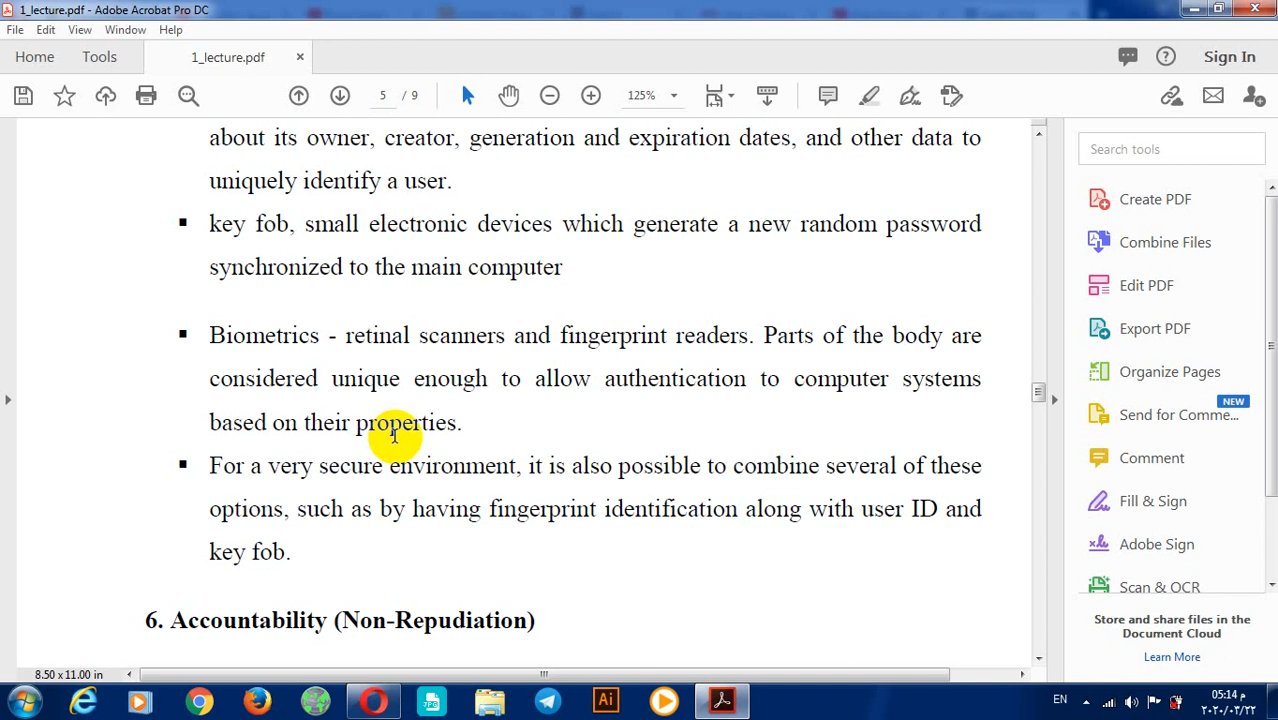 1_lecture.pdf - Adobe Acrobat Pro DC
File Edit View Window Help
Home Tools 1_lecture.pdf × Sign In
5 / 9 125%
about its owner, creator, generation and expiration dates, and other data to
uniquely identify a user.
▪ key fob, small electronic devices which generate a new random password
synchronized to the main computer
▪ Biometrics - retinal scanners and fingerprint readers. Parts of the body are
considered unique enough to allow authentication to computer systems
based on their properties.
▪ For a very secure environment, it is also possible to combine several of these
options, such as by having fingerprint identification along with user ID and
key fob.
6. Accountability (Non-Repudiation)
8.50 x 11.00 in
Search tools
Create PDF
Combine Files
Edit PDF
Export PDF
Organize Pages
NEW
Send for Comme...
Comment
Fill & Sign
Adobe Sign
Scan & OCR
Store and share files in the
Document Cloud
Learn More
JPG Ai EN
05:14 م
٢٠٢٠/٠٣/٢٢